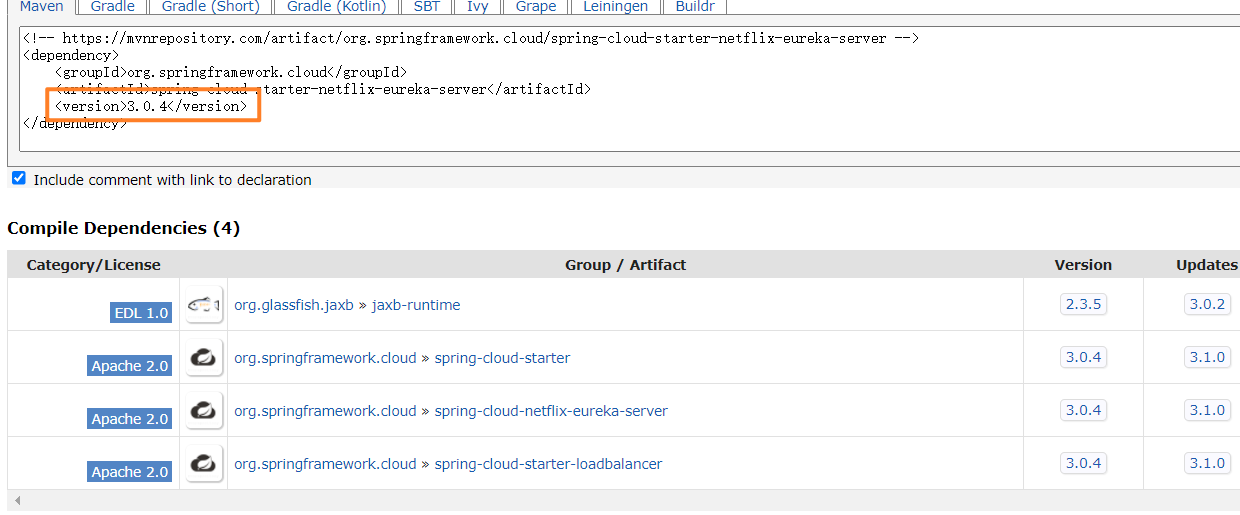 Maven Gradle Gradle (Short) Gradle (Kotlin) SBT Ivy Grape Leiningen Buildr
<!-- https://mvnrepository.com/artifact/org.springframework.cloud/spring-cloud-starter-netflix-eureka-server -->
<dependency>
    <groupId>org.springframework.cloud</groupId>
    <artifactId>spring-cloud-starter-netflix-eureka-server</artifactId>
    <version>3.0.4</version>
</dependency>
Include comment with link to declaration
Compile Dependencies (4)
Category/License Group / Artifact Version Updates
EDL 1.0 org.glassfish.jaxb » jaxb-runtime 2.3.5 3.0.2
Apache 2.0 org.springframework.cloud » spring-cloud-starter 3.0.4 3.1.0
Apache 2.0 org.springframework.cloud » spring-cloud-netflix-eureka-server 3.0.4 3.1.0
Apache 2.0 org.springframework.cloud » spring-cloud-starter-loadbalancer 3.0.4 3.1.0